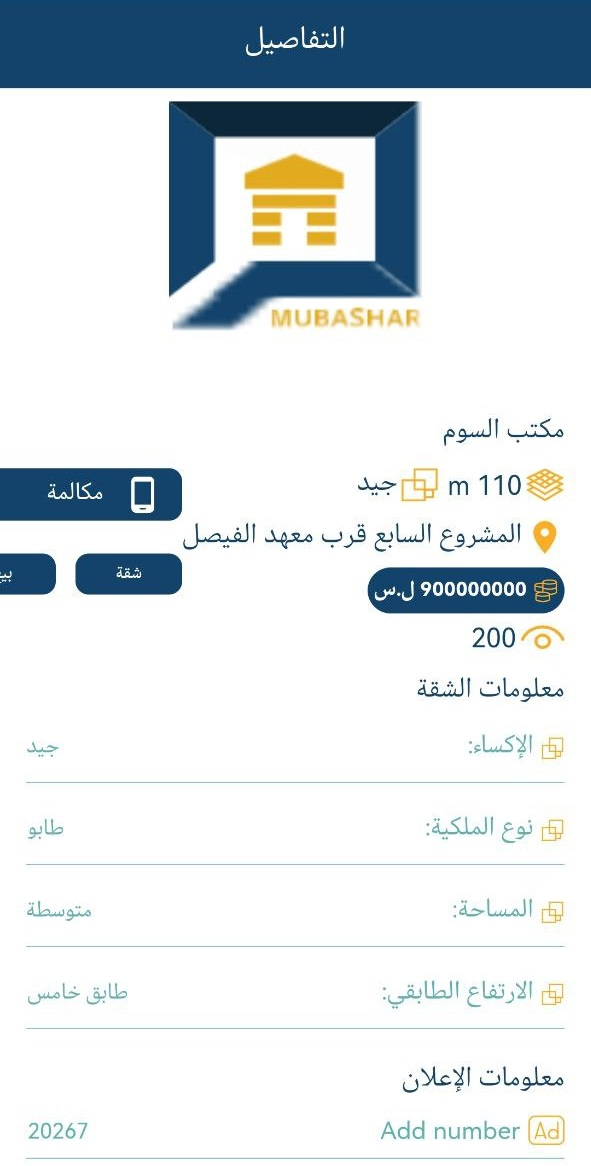 التفاصيل
MUBASHAR
مكتب السوم
110 m جيد
مكالمة
المشروع السابع قرب معهد الفيصل
شقة
900000000 ل.س
200
معلومات الشقة
الإكساء: جيد
نوع الملكية: طابو
المساحة: متوسطة
الارتفاع الطابقي: طابق خامس
معلومات الإعلان
Ad Add number 20267